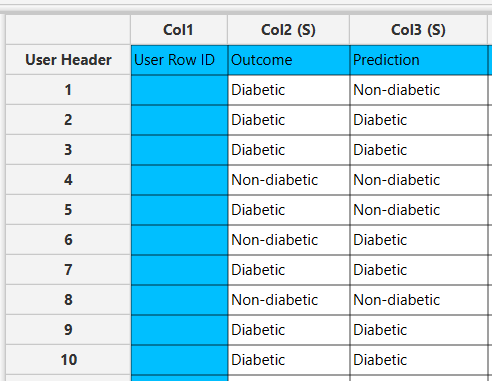 Col1 Col2 (S) Col3 (S)
User Header User Row ID Outcome Prediction
1 Diabetic Non-diabetic
2 Diabetic Diabetic
3 Diabetic Diabetic
4 Non-diabetic Non-diabetic
5 Diabetic Non-diabetic
6 Non-diabetic Diabetic
7 Diabetic Diabetic
8 Non-diabetic Non-diabetic
9 Diabetic Diabetic
10 Diabetic Diabetic